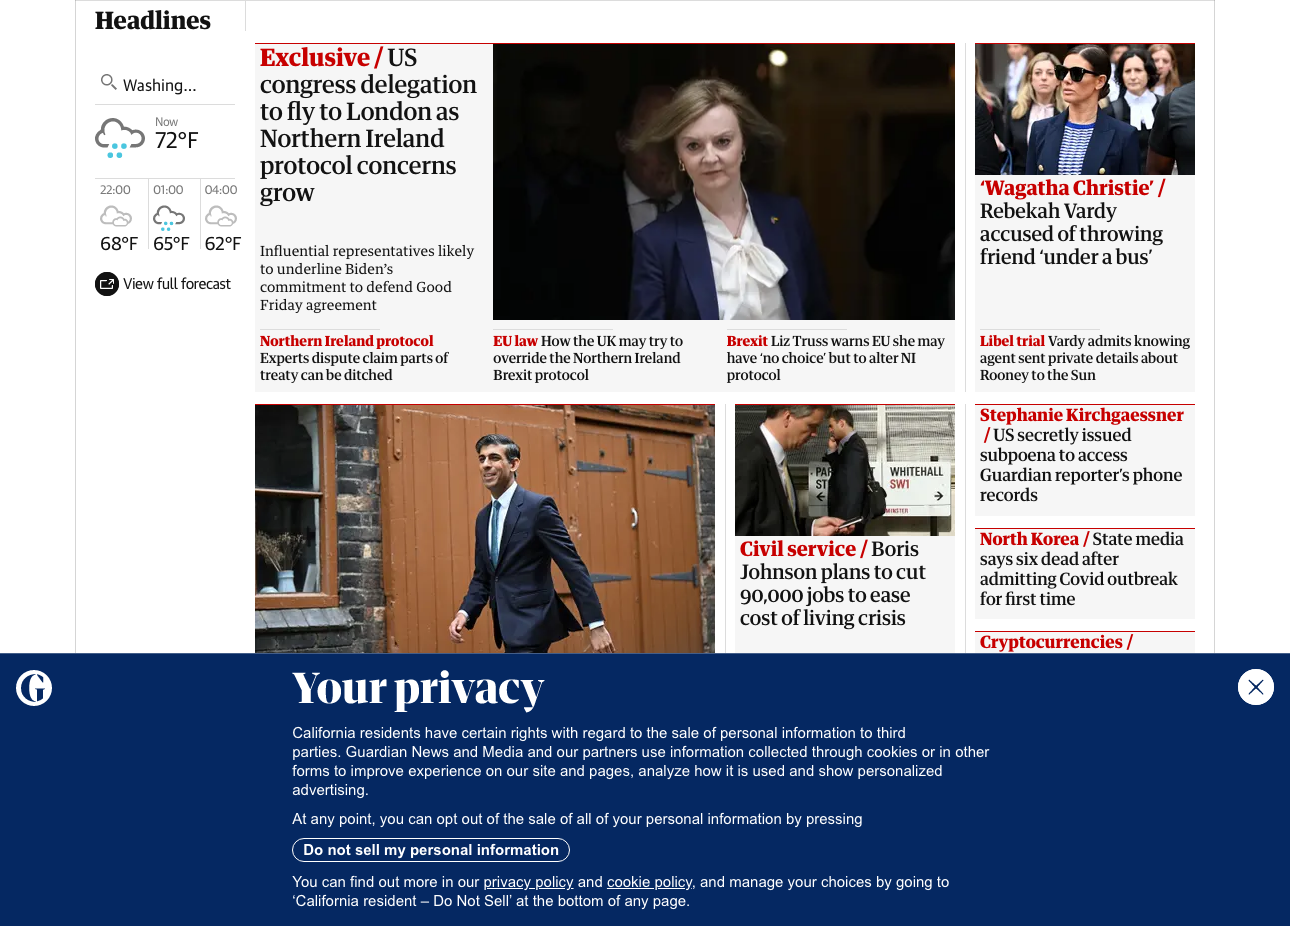 Headlines
Washing...
Now
72°F
22:00
01:00
04:00
68°F
65°F
62°F
View full forecast
Exclusive / US
congress delegation
to fly to London as
Northern Ireland
protocol concerns
grow
Influential representatives likely
to underline Biden's
commitment to defend Good
Friday agreement
Northern Ireland protocol
Experts dispute claim parts of
treaty can be ditched
EU law How the UK may try to
override the Northern Ireland
Brexit protocol
Brexit Liz Truss warns EU she may
have ‘no choice’ but to alter NI
protocol
‘Wagatha Christie’ /
Rebekah Vardy
accused of throwing
friend ‘under a bus’
Libel trial Vardy admits knowing
agent sent private details about
Rooney to the Sun
WHITEHALL
SW1
Civil service / Boris
Johnson plans to cut
90,000 jobs to ease
cost of living crisis
Stephanie Kirchgaessner
/ US secretly issued
subpoena to access
Guardian reporter’s phone
records
North Korea / State media
says six dead after
admitting Covid outbreak
for first time
Cryptocurrencies /
Your privacy
California residents have certain rights with regard to the sale of personal information to third
parties. Guardian News and Media and our partners use information collected through cookies or in other
forms to improve experience on our site and pages, analyze how it is used and show personalized
advertising.
At any point, you can opt out of the sale of all of your personal information by pressing
Do not sell my personal information
You can find out more in our privacy policy and cookie policy, and manage your choices by going to
‘California resident – Do Not Sell’ at the bottom of any page.